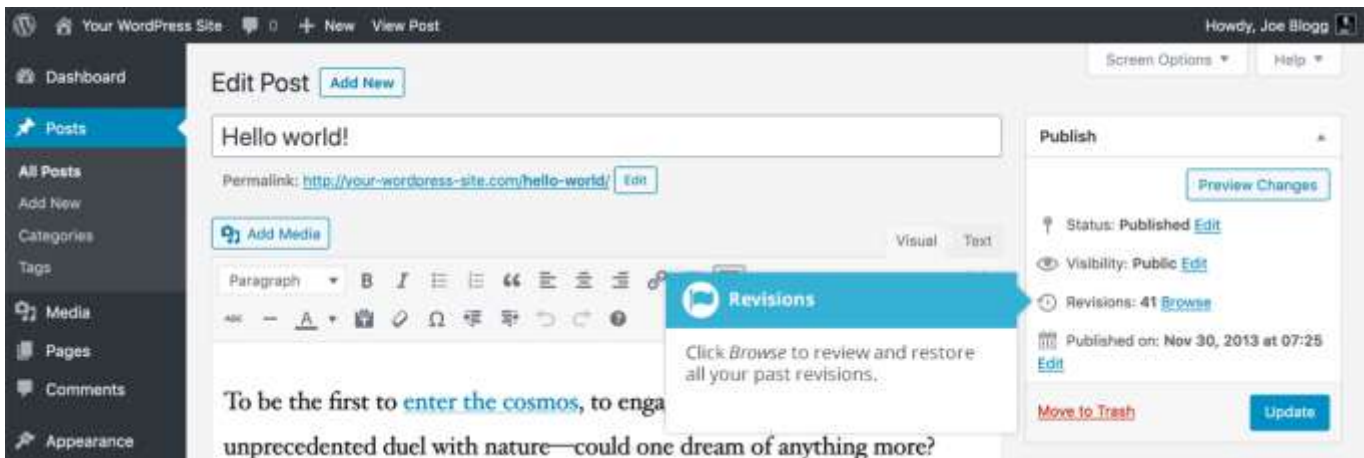 Your WordPress Site 0 + New View Post Howdy, Joe Blogg
Dashboard
Posts
All Posts
Add New
Categories
Tags
Media
Pages
Comments
Appearance
Screen Options Help
Edit Post Add New
Hello world!
Permalink: http://your-wordpress-site.com/hello-world/ Edit
Add Media
Visual Text
Paragraph B I
ABC A Ω
To be the first to enter the cosmos, to enga
unprecedented duel with nature—could one dream of anything more?
Revisions
Click Browse to review and restore
all your past revisions.
Publish
Preview Changes
Status: Published Edit
Visibility: Public Edit
Revisions: 41 Browse
Published on: Nov 30, 2013 at 07:25
Edit
Move to Trash Update